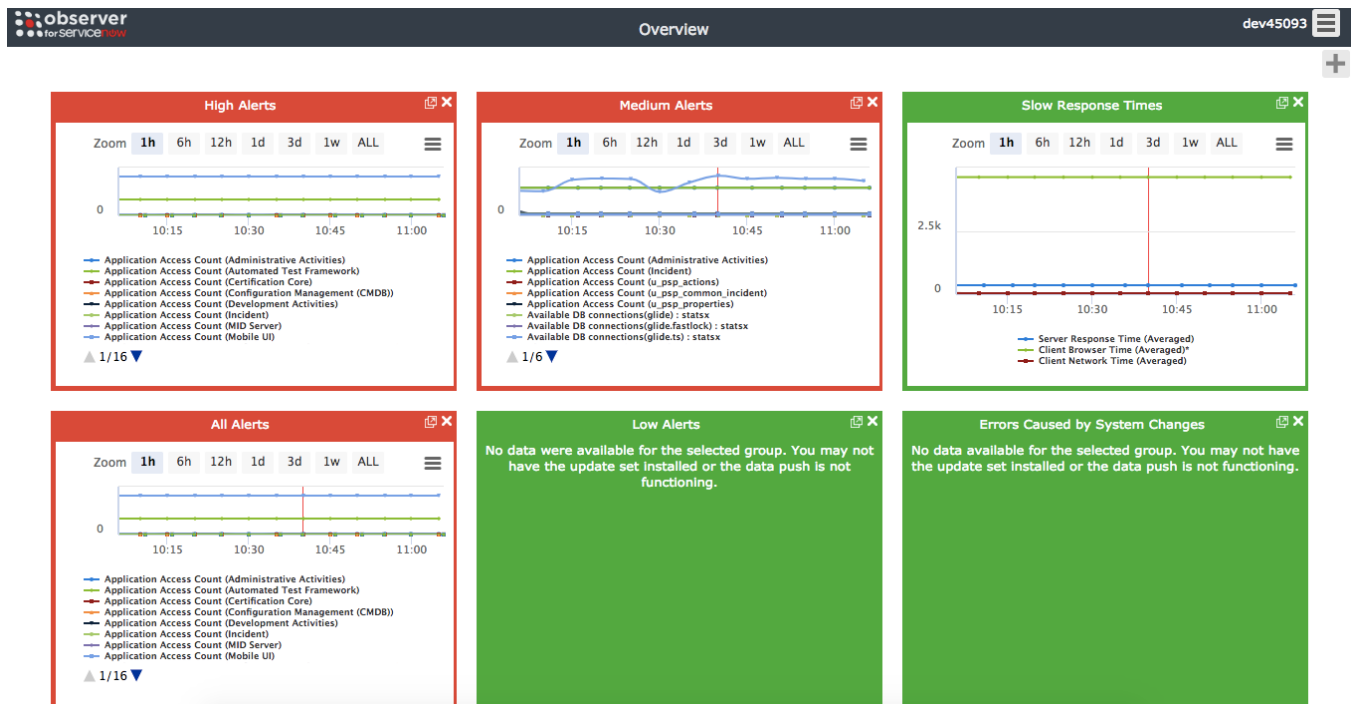 observer
for servicenow
Overview
dev45093
High Alerts
Zoom 1h 6h 12h 1d 3d 1w ALL
0
10:15 10:30 10:45 11:00
Application Access Count (Administrative Activities)
Application Access Count (Automated Test Framework)
Application Access Count (Certification Core)
Application Access Count (Configuration Management (CMDB))
Application Access Count (Development Activities)
Application Access Count (Incident)
Application Access Count (MID Server)
Application Access Count (Mobile UI)
1/16
Medium Alerts
Zoom 1h 6h 12h 1d 3d 1w ALL
0
10:15 10:30 10:45 11:00
Application Access Count (Administrative Activities)
Application Access Count (Incident)
Application Access Count (u_psp_actions)
Application Access Count (u_psp_common_incident)
Application Access Count (u_psp_properties)
Available DB connections(glide) : statsx
Available DB connections(glide.fastlock) : statsx
Available DB connections(glide.ts) : statsx
1/6
Slow Response Times
Zoom 1h 6h 12h 1d 3d 1w ALL
2.5k
0
10:15 10:30 10:45 11:00
Server Response Time (Averaged)
Client Browser Time (Averaged)*
Client Network Time (Averaged)
All Alerts
Zoom 1h 6h 12h 1d 3d 1w ALL
0
10:15 10:30 10:45 11:00
Application Access Count (Administrative Activities)
Application Access Count (Automated Test Framework)
Application Access Count (Certification Core)
Application Access Count (Configuration Management (CMDB))
Application Access Count (Development Activities)
Application Access Count (Incident)
Application Access Count (MID Server)
Application Access Count (Mobile UI)
1/16
Low Alerts
No data were available for the selected group. You may not
have the update set installed or the data push is not
functioning.
Errors Caused by System Changes
No data available for the selected group. You may not have
the update set installed or the data push is not functioning.